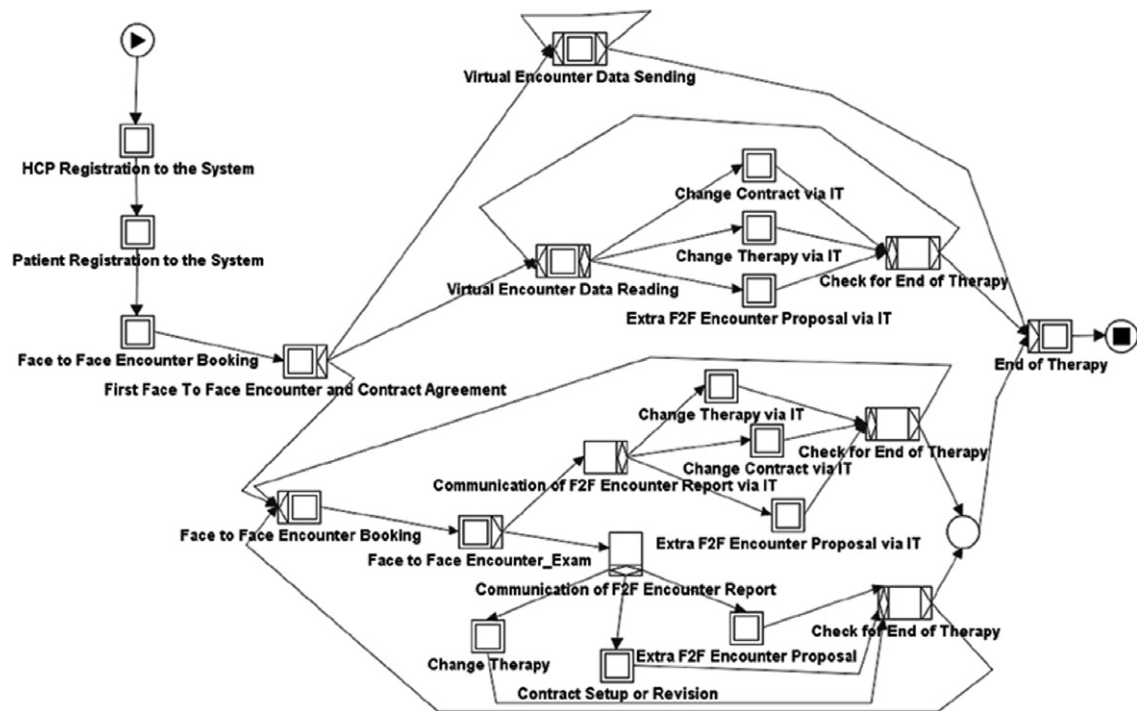 Virtual Encounter Data Sending
HCP Registration to the System
Change Contract via IT
Patient Registration to the System
Change Therapy via IT
Check for End of Therapy
Virtual Encounter Data Reading
Extra F2F Encounter Proposal via IT
Face to Face Encounter Booking
End of Therapy
First Face To Face Encounter and Contract Agreement
Change Therapy via IT
Check for End of Therapy
Change Contract via IT
Communication of F2F Encounter Report via IT
Face to Face Encounter Booking
Extra F2F Encounter Proposal via IT
Face to Face Encounter_Exam
Communication of F2F Encounter Report
Check for End of Therapy
Extra F2F Encounter Proposal
Change Therapy
Contract Setup or Revision